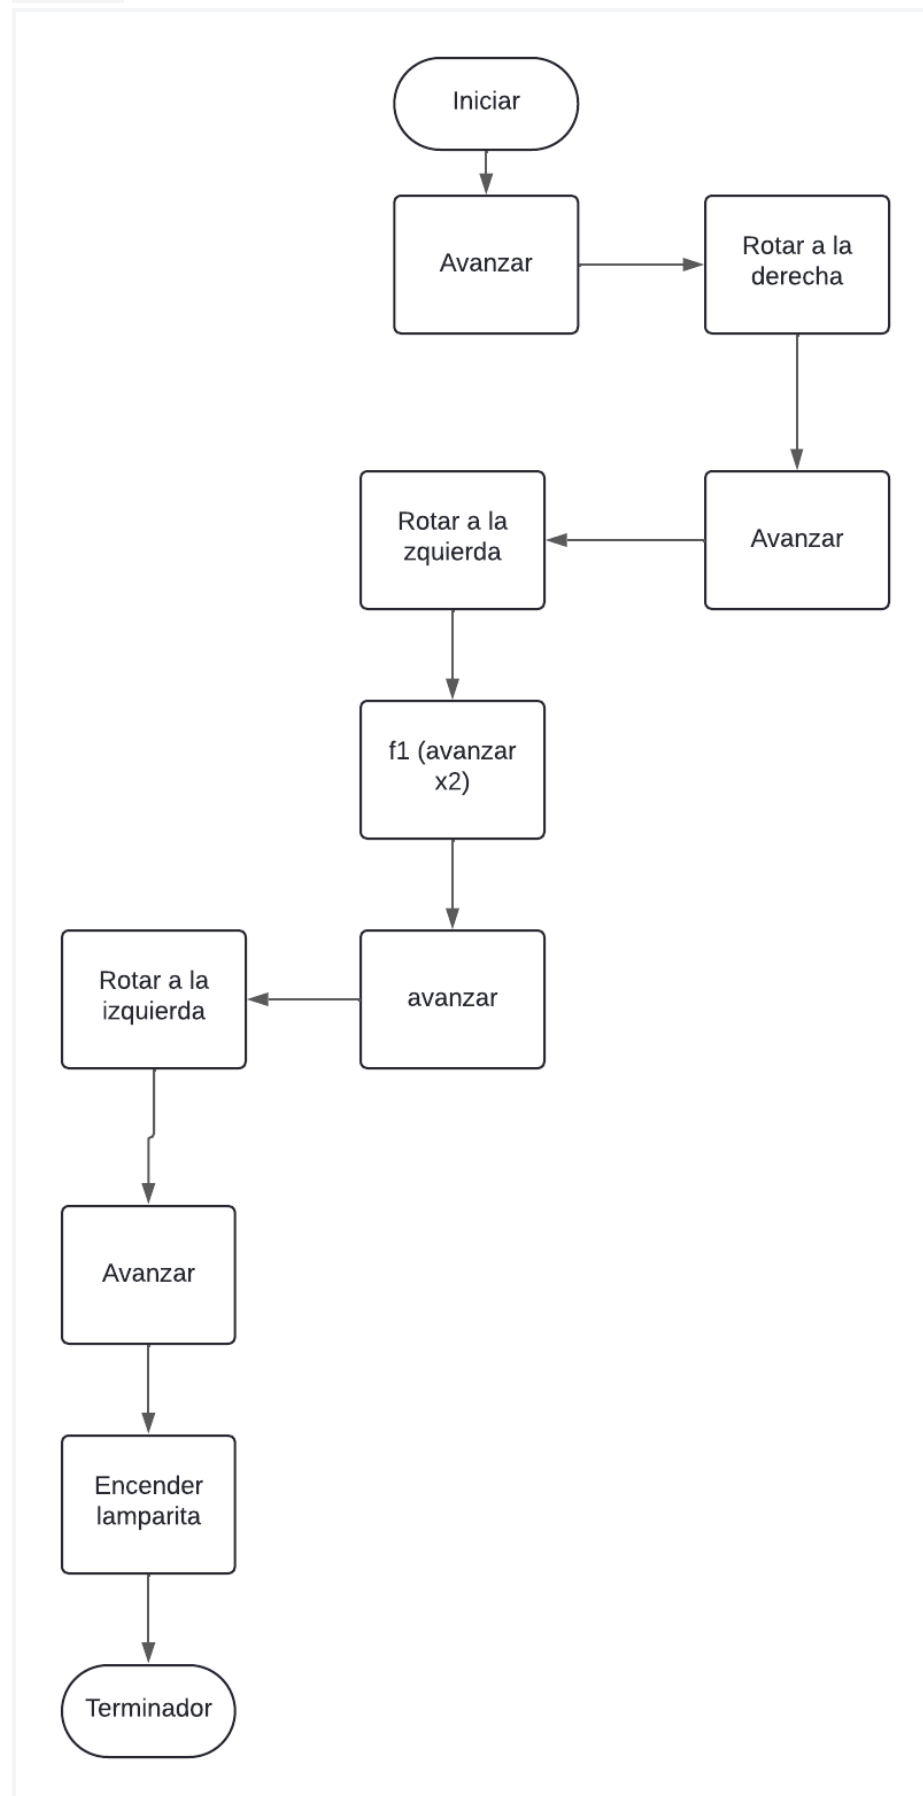 Iniciar
Avanzar
Rotar a la
derecha
Avanzar
Rotar a la
zquierda
f1 (avanzar
x2)
avanzar
Rotar a la
izquierda
Avanzar
Encender
lamparita
Terminador